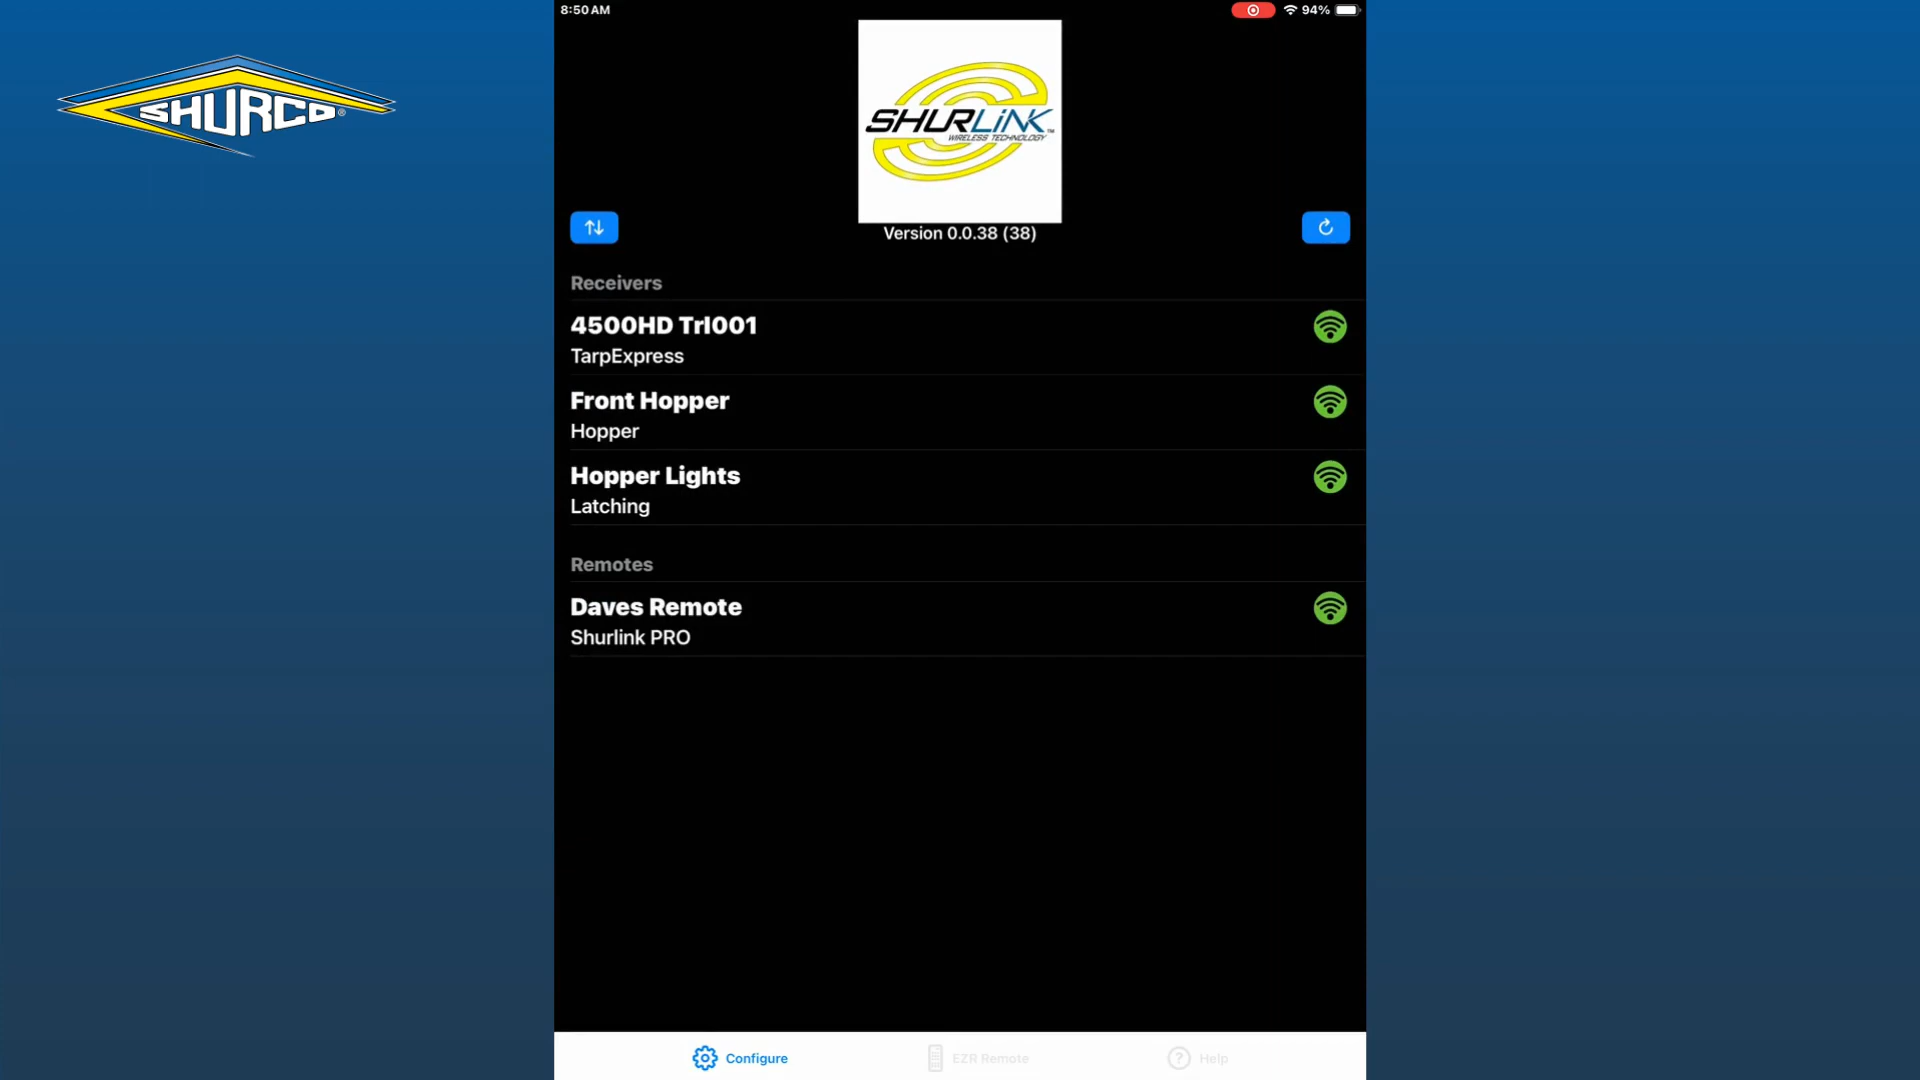 8:50 AM
94%
SHURCO®
SHURLiNK™
WIRELESS TECHNOLOGY
Version 0.0.38 (38)
Receivers
4500HD Trl001
TarpExpress
Front Hopper
Hopper
Hopper Lights
Latching
Remotes
Daves Remote
Shurlink PRO
Configure
EZR Remote
Help